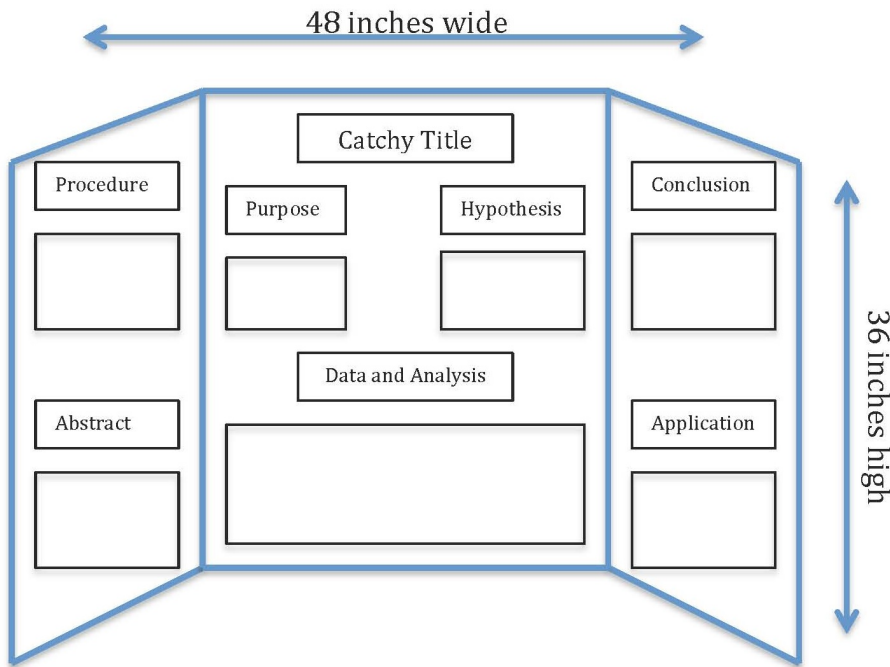 48 inches wide
Catchy Title
Procedure
Purpose
Hypothesis
Conclusion
Data and Analysis
Abstract
Application
36 inches high